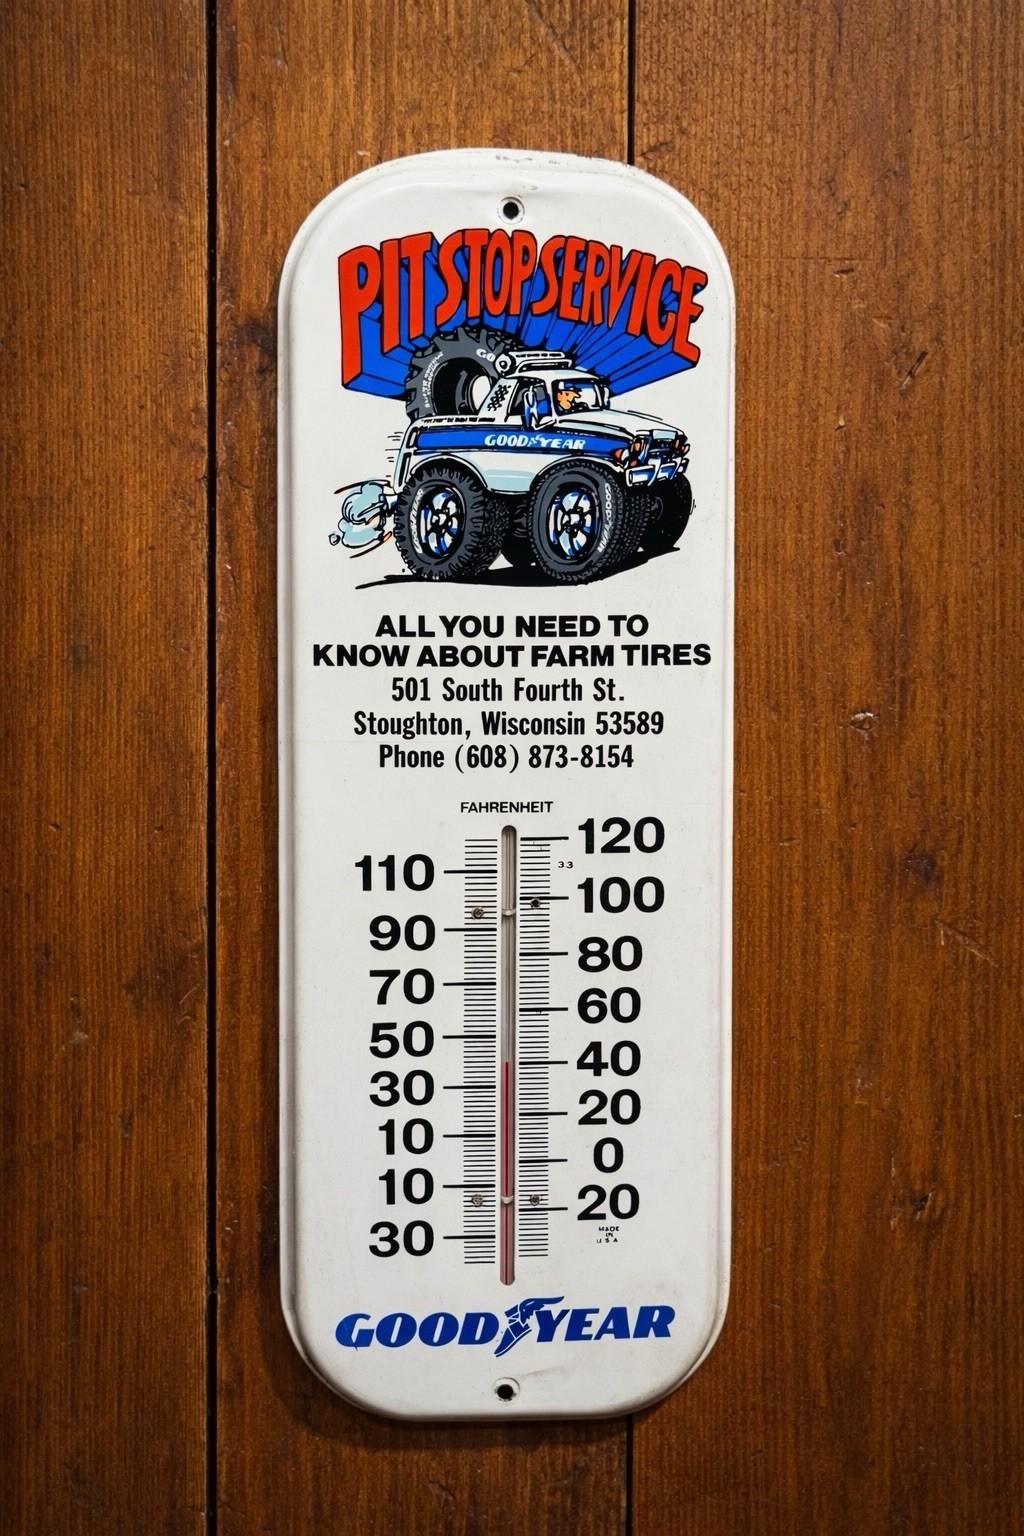 PIT STOP SERVICE
GO
GOODYEAR
ALL YOU NEED TO
KNOW ABOUT FARM TIRES
501 South Fourth St.
Stoughton, Wisconsin 53589
Phone (608) 873-8154
FAHRENHEIT
120
33
110
100
90
80
70
60
50
40
30
20
10
0
10
20
30
MADE
IN
U S A
GOODYEAR